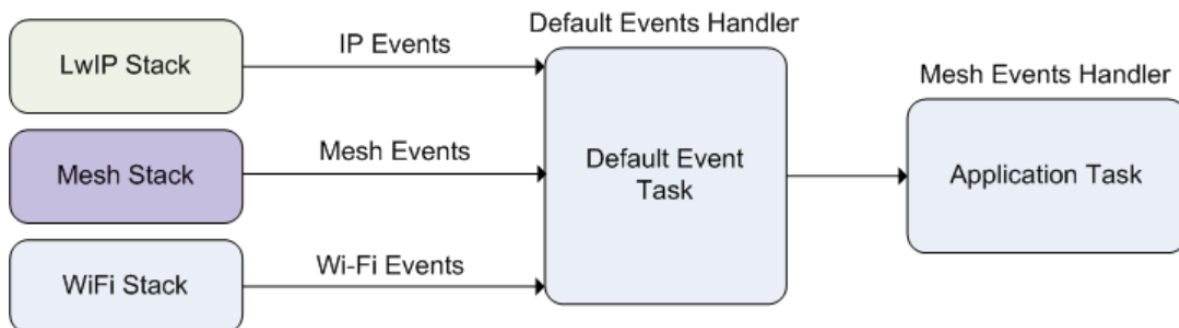 Default Events Handler
LwIP Stack
IP Events
Mesh Events Handler
Mesh Stack
Mesh Events
Default Event
Task
Application Task
WiFi Stack
Wi-Fi Events